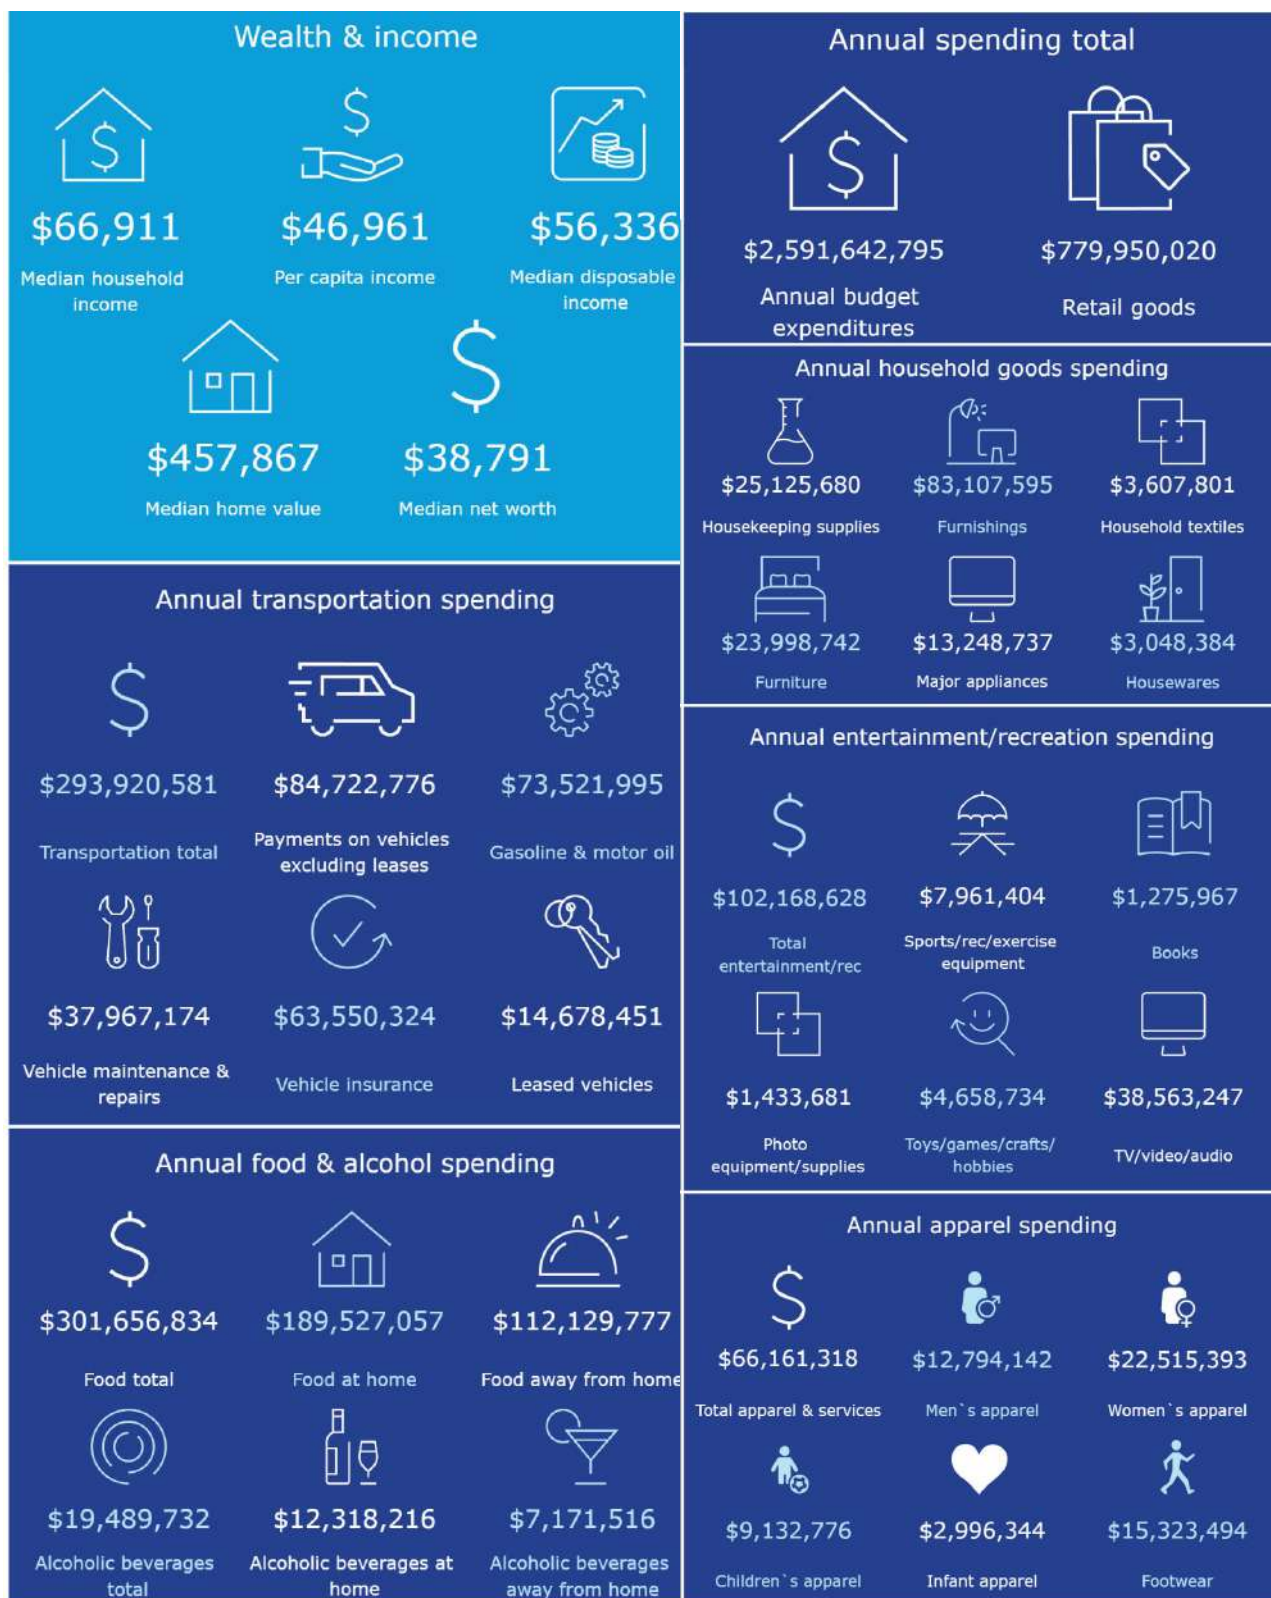 Wealth & income
$66,911
$46,961
$56,336
Median household
income
Per capita income
Median disposable
income
$457,867
$38,791
Median home value
Median net worth
Annual transportation spending
$293,920,581
$84,722,776
$73,521,995
Transportation total
Payments on vehicles
excluding leases
Gasoline & motor oil
$37,967,174
$63,550,324
$14,678,451
Vehicle maintenance &
repairs
Vehicle insurance
Leased vehicles
Annual food & alcohol spending
$301,656,834
$189,527,057
$112,129,777
Food total
Food at home
Food away from home
$19,489,732
$12,318,216
$7,171,516
Alcoholic beverages
total
Alcoholic beverages at
home
Alcoholic beverages
away from home
Annual spending total
$2,591,642,795
$779,950,020
Annual budget
expenditures
Retail goods
Annual household goods spending
$25,125,680
$83,107,595
$3,607,801
Housekeeping supplies
Furnishings
Household textiles
$23,998,742
$13,248,737
$3,048,384
Furniture
Major appliances
Housewares
Annual entertainment/recreation spending
$102,168,628
$7,961,404
$1,275,967
Total
entertainment/rec
Sports/rec/exercise
equipment
Books
$1,433,681
$4,658,734
$38,563,247
Photo
equipment/supplies
Toys/games/crafts/
hobbies
TV/video/audio
Annual apparel spending
$66,161,318
$12,794,142
$22,515,393
Total apparel & services
Men`s apparel
Women`s apparel
$9,132,776
$2,996,344
$15,323,494
Children`s apparel
Infant apparel
Footwear